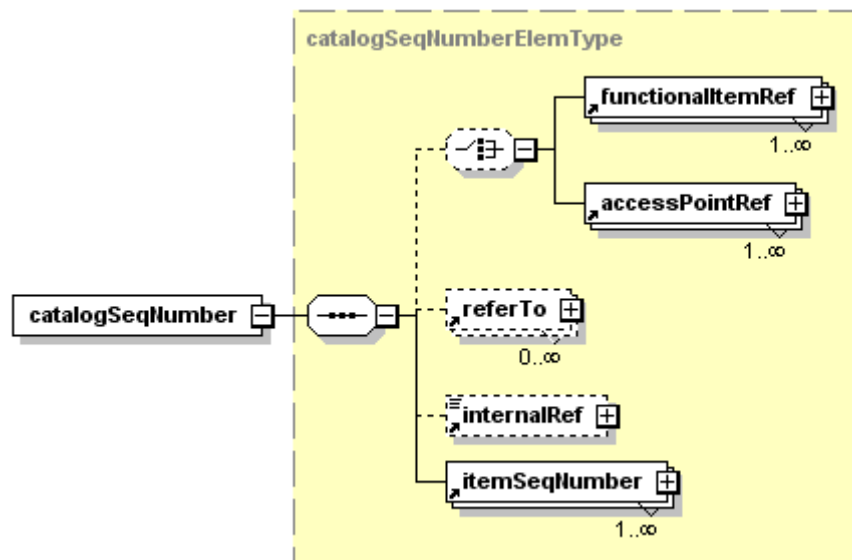 catalogSeqNumberElemType
functionalItemRef
1..∞
accessPointRef
1..∞
catalogSeqNumber
referTo
0..∞
internalRef
itemSeqNumber
1..∞